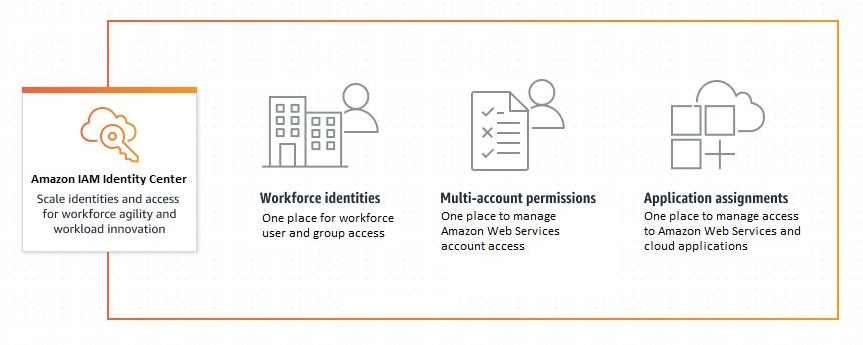 Amazon IAM Identity Center
Scale identities and access
for workforce agility and
workload innovation
Workforce identities
One place for workforce
user and group access
Multi-account permissions
One place to manage
Amazon Web Services
account access
Application assignments
One place to manage access
to Amazon Web Services and
cloud applications